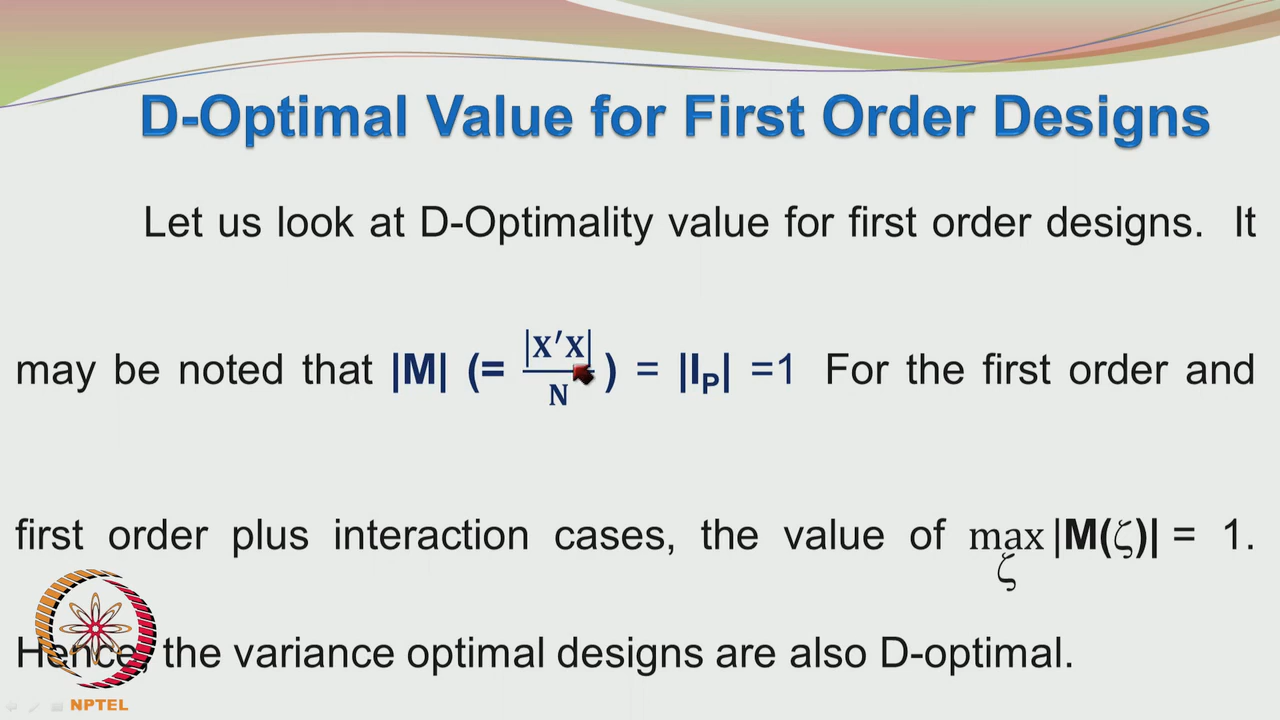 D-Optimal Value for First Order Designs
Let us look at D-Optimality value for first order designs. It
may be noted that |M| (= |X′X|/N ) = |I_P| =1 For the first order and
first order plus interaction cases, the value of max_ζ |M(ζ)| = 1.
Hence, the variance optimal designs are also D-optimal.
NPTEL